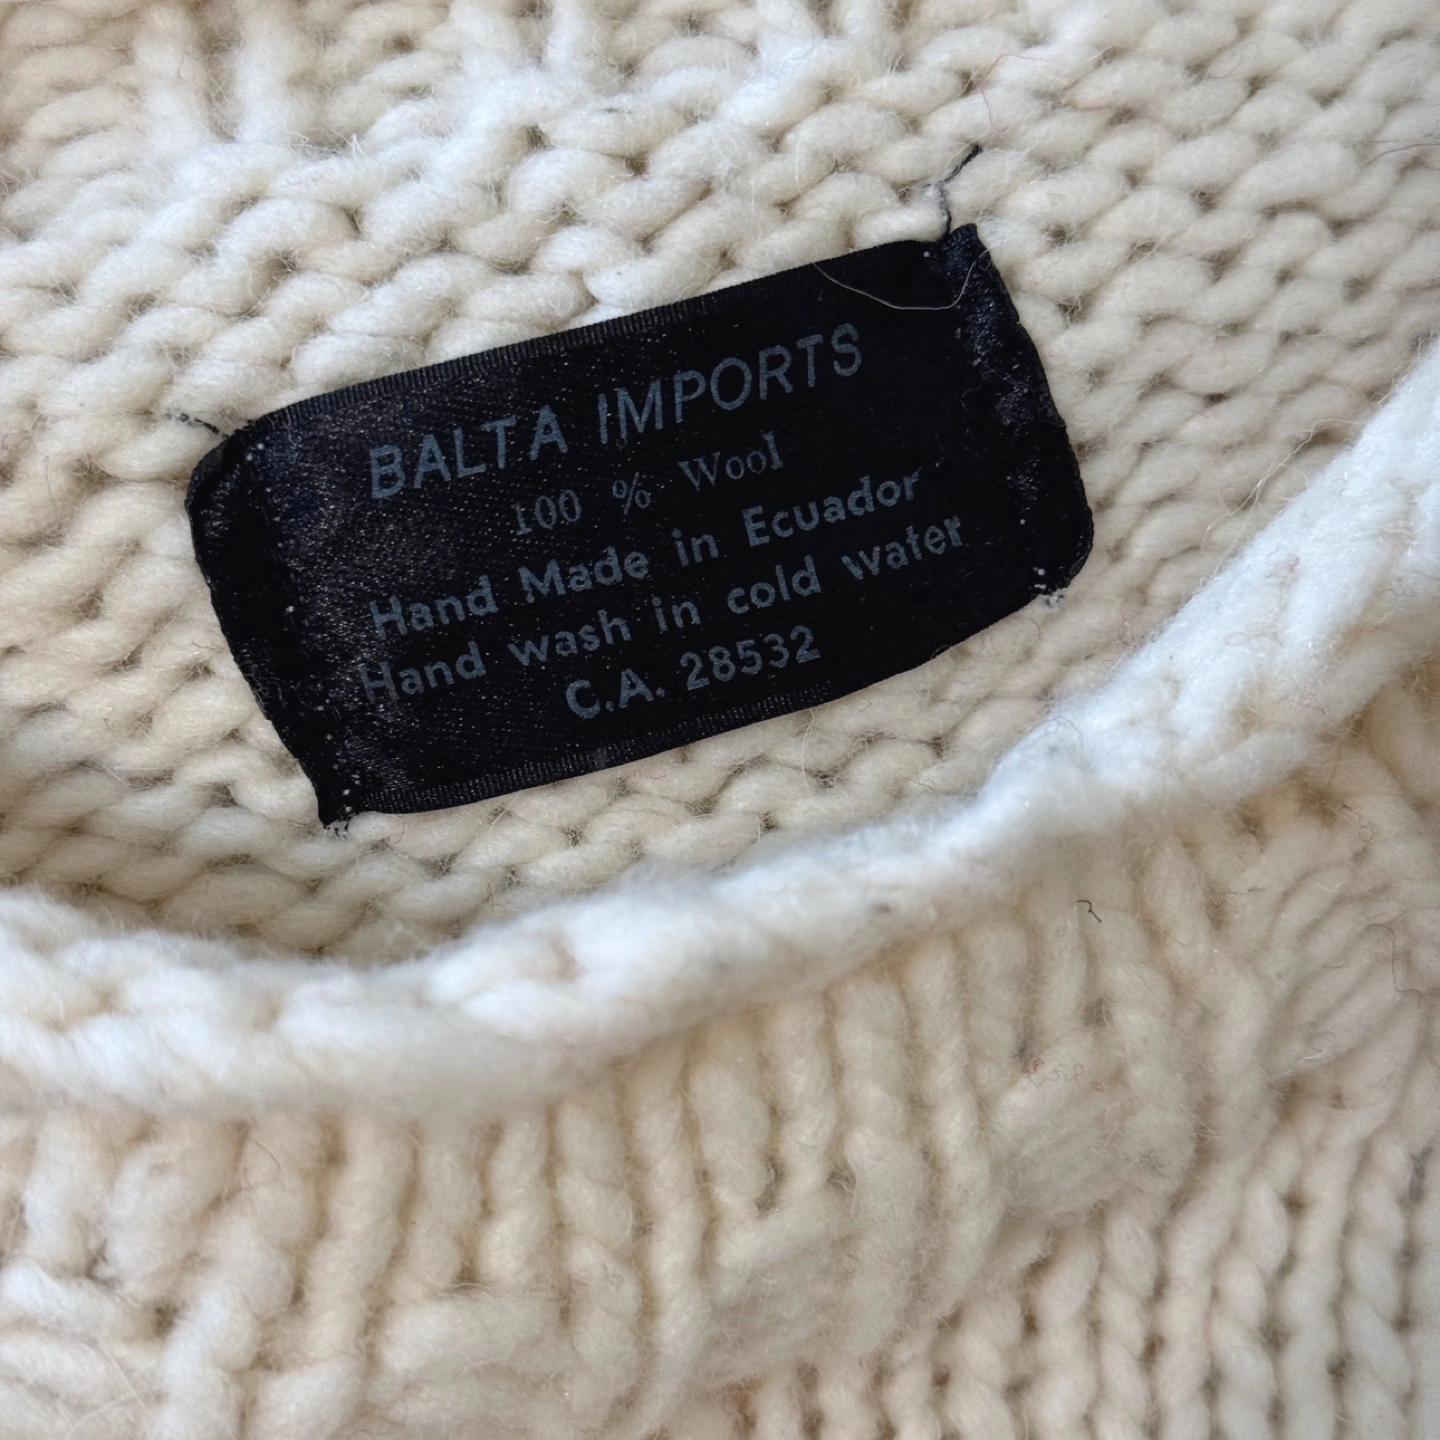 BALTA IMPORTS
100 % Wool
Hand Made in Ecuador
Hand wash in cold water
C.A. 28532